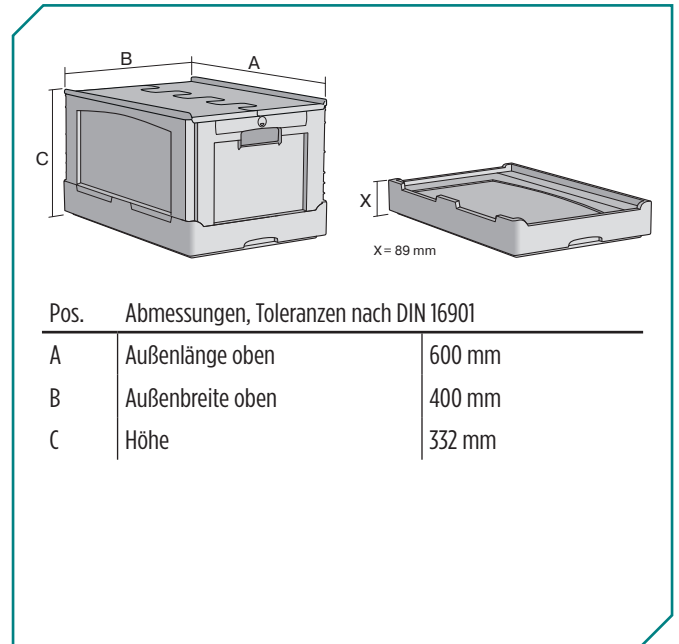 B
A
C
X
X = 89 mm
Pos. Abmessungen, Toleranzen nach DIN 16901
A Außenlänge oben 600 mm
B Außenbreite oben 400 mm
C Höhe 332 mm